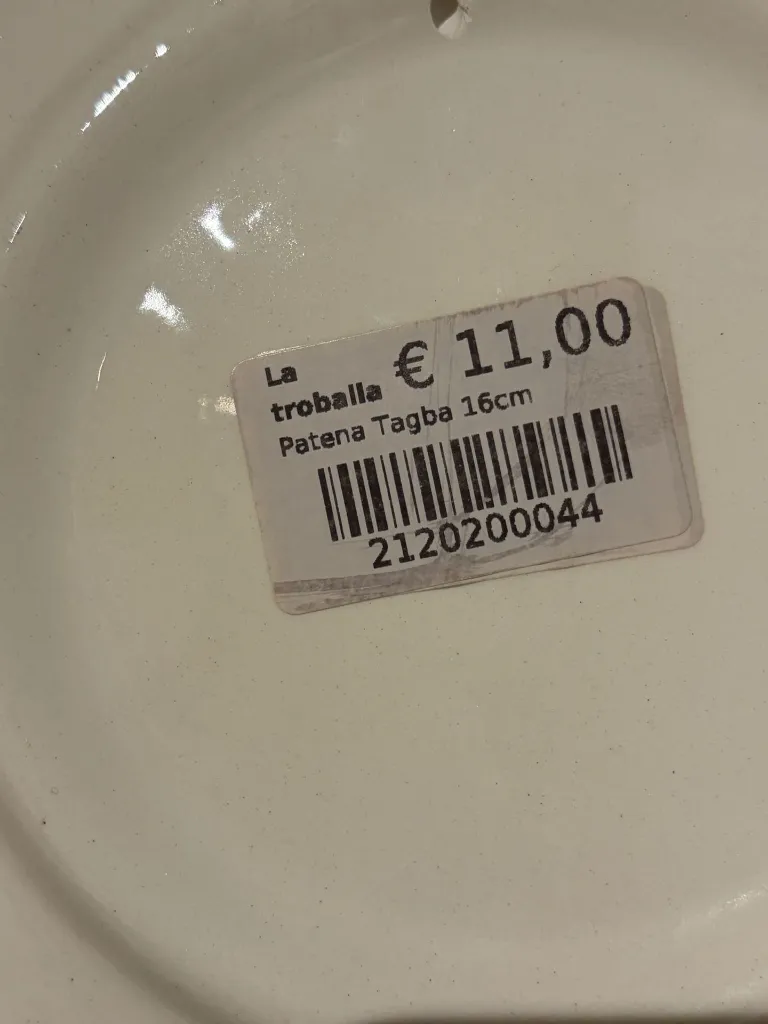 La
troballa
€ 11,00
Patena Tagba 16cm
2120200044